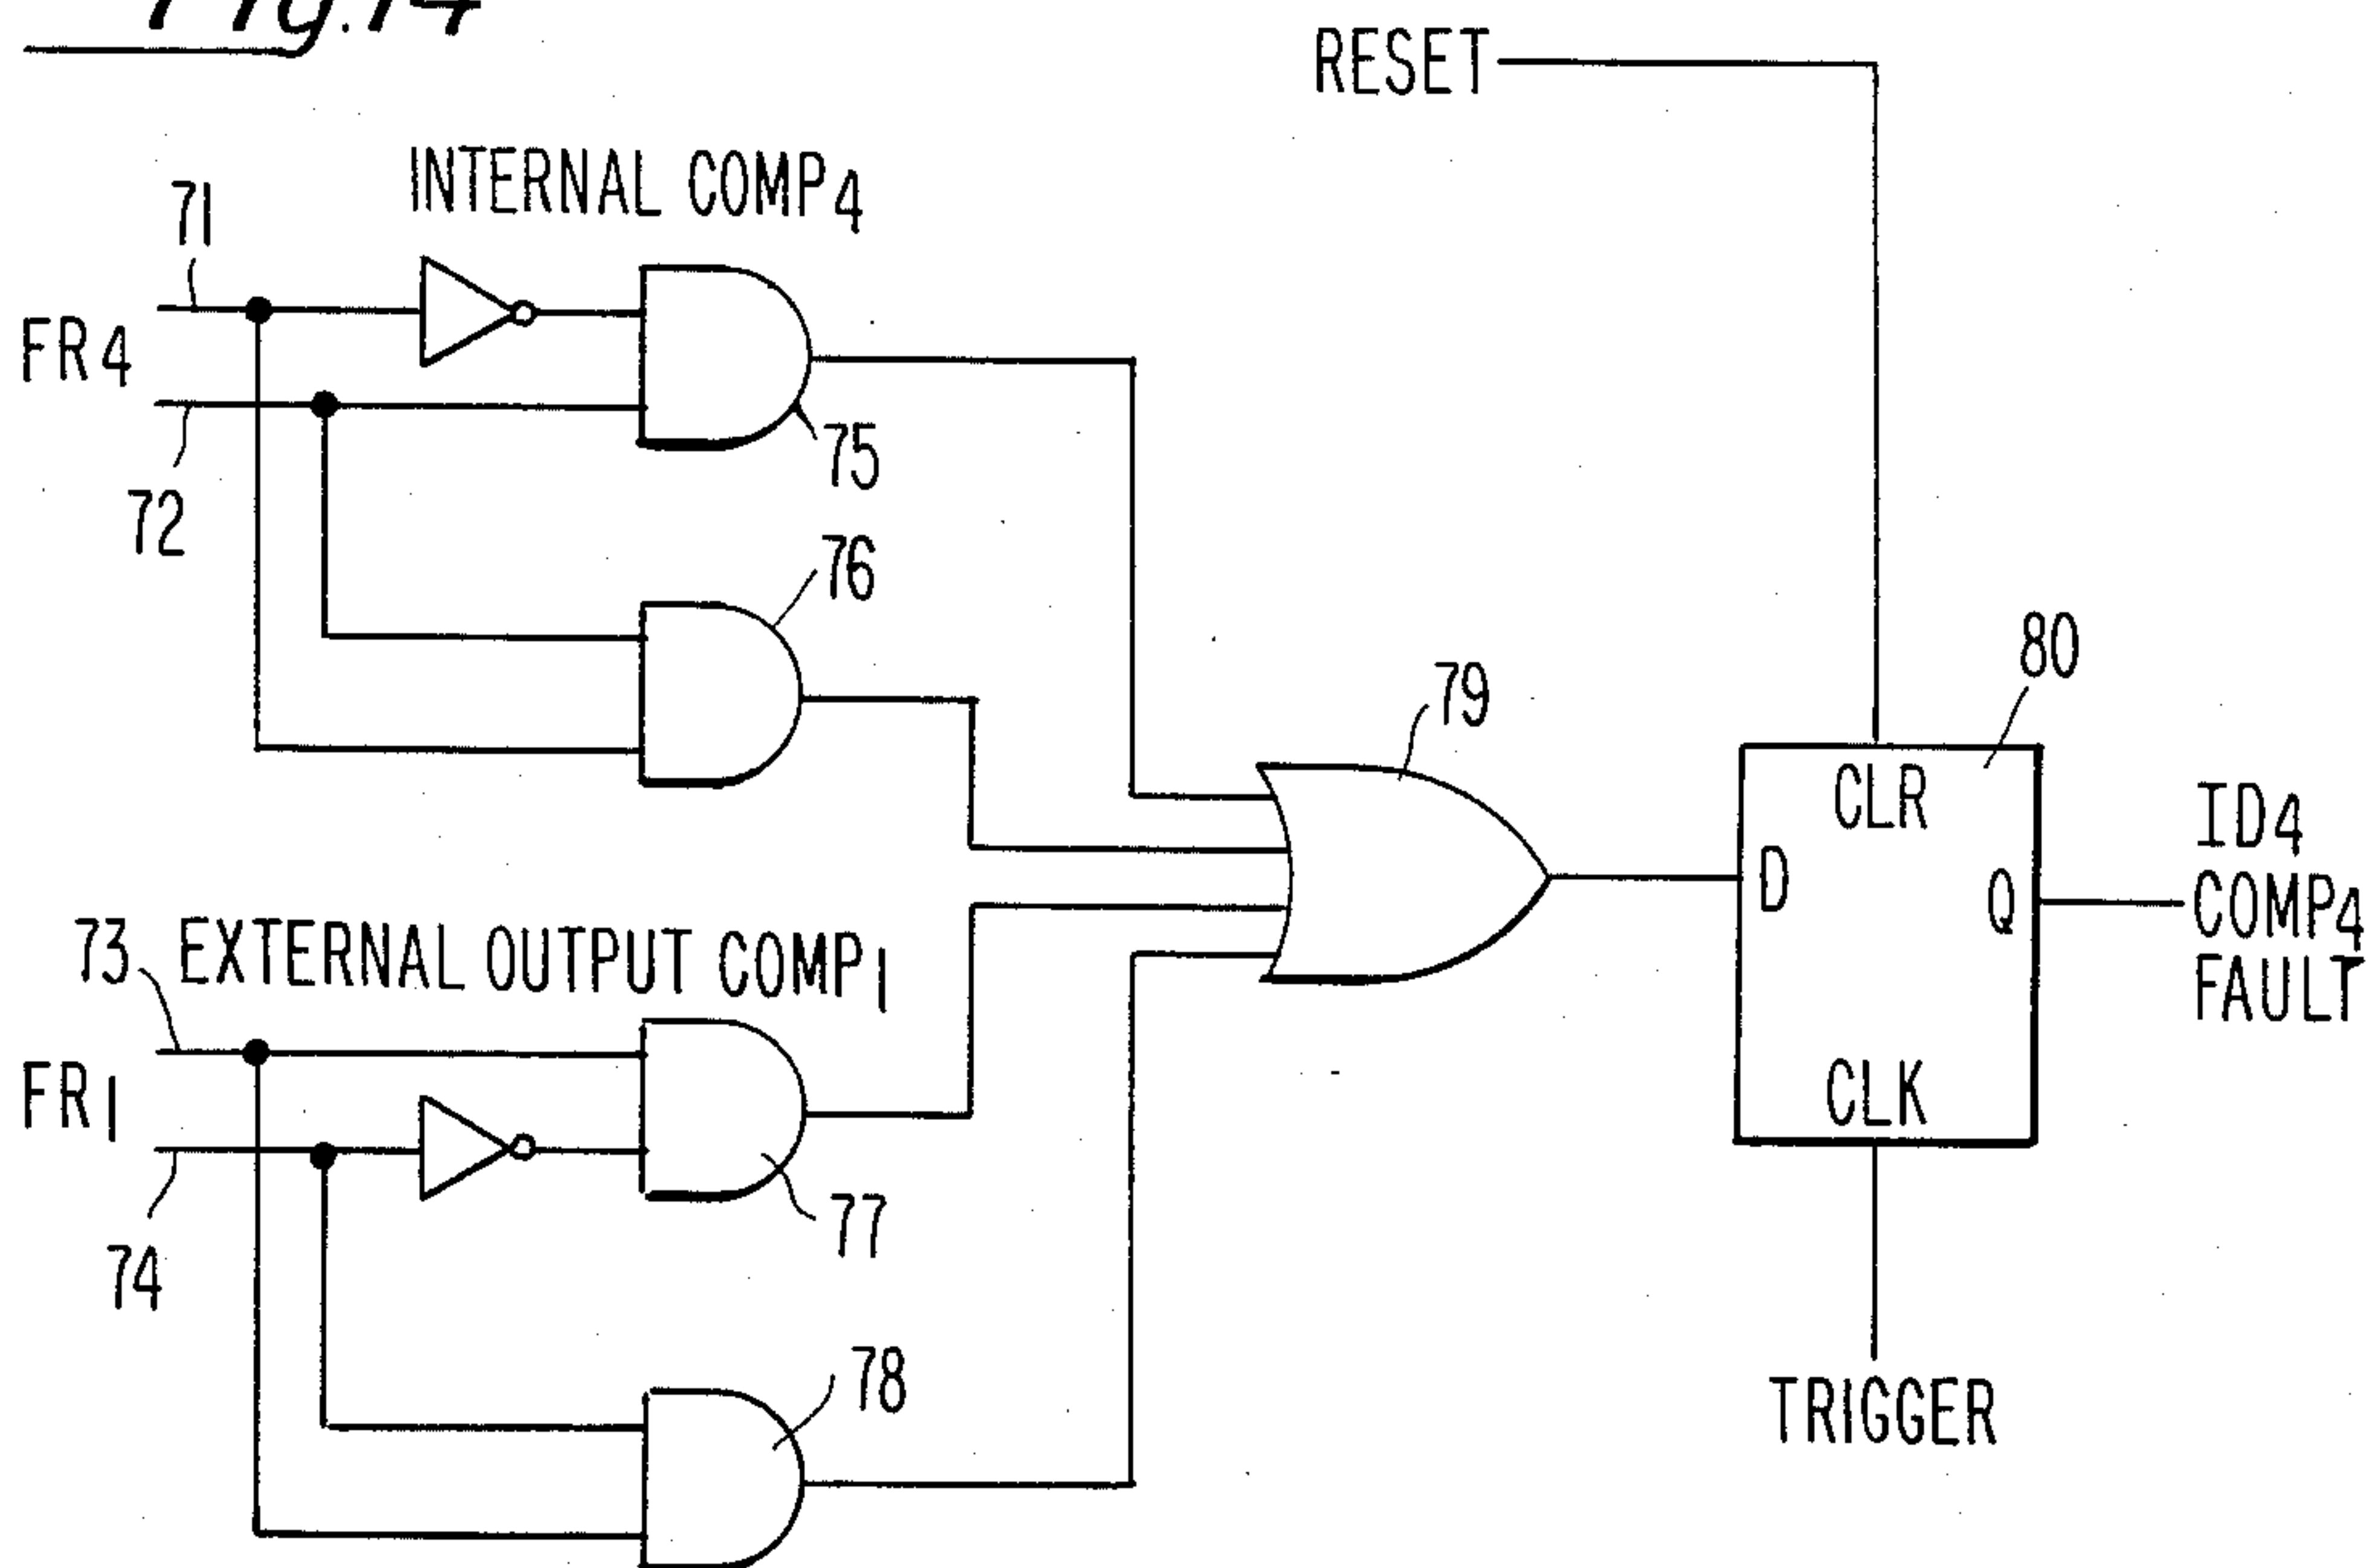 Fig. 14
RESET
INTERNAL COMP4
71
FR4
72
75
76
79
80
CLR
D
Q
CLK
ID4
COMP4
FAULT
73
EXTERNAL OUTPUT COMP1
FR1
74
77
78
TRIGGER